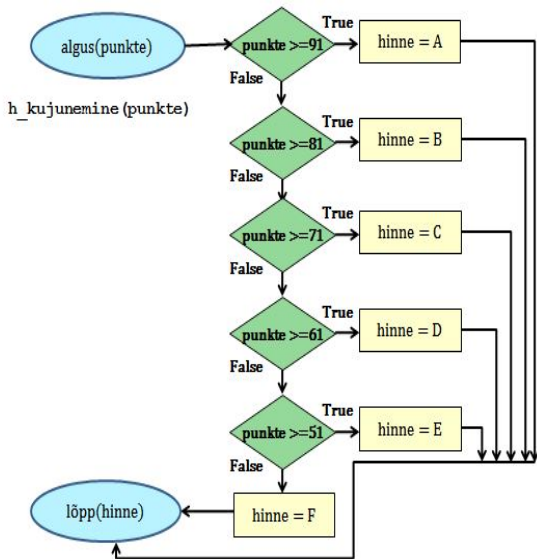 algus(punkte)
punkte >=91
True
hinne = A
False
h_kujunemine(punkte)
punkte >=81
True
hinne = B
False
punkte >=71
True
hinne = C
False
punkte >=61
True
hinne = D
False
punkte >=51
True
hinne = E
False
hinne = F
lõpp(hinne)